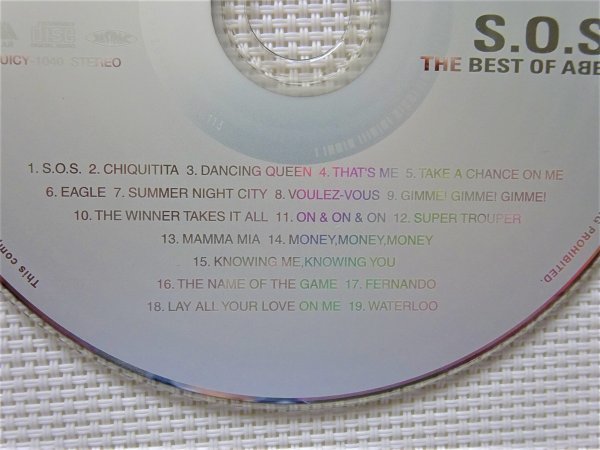 S.O.S
UICY-1040 STEREO
THE BEST OF ABB
1. S.O.S. 2. CHIQUITITA 3. DANCING QUEEN 4. THAT'S ME 5. TAKE A CHANCE ON ME
6. EAGLE 7. SUMMER NIGHT CITY 8. VOULEZ-VOUS 9. GIMME! GIMME! GIMME!
10. THE WINNER TAKES IT ALL 11. ON & ON & ON 12. SUPER TROUPER
13. MAMMA MIA 14. MONEY,MONEY,MONEY
15. KNOWING ME,KNOWING YOU
16. THE NAME OF THE GAME 17. FERNANDO
18. LAY ALL YOUR LOVE ON ME 19. WATERLOO
This com
PROHIBITED.